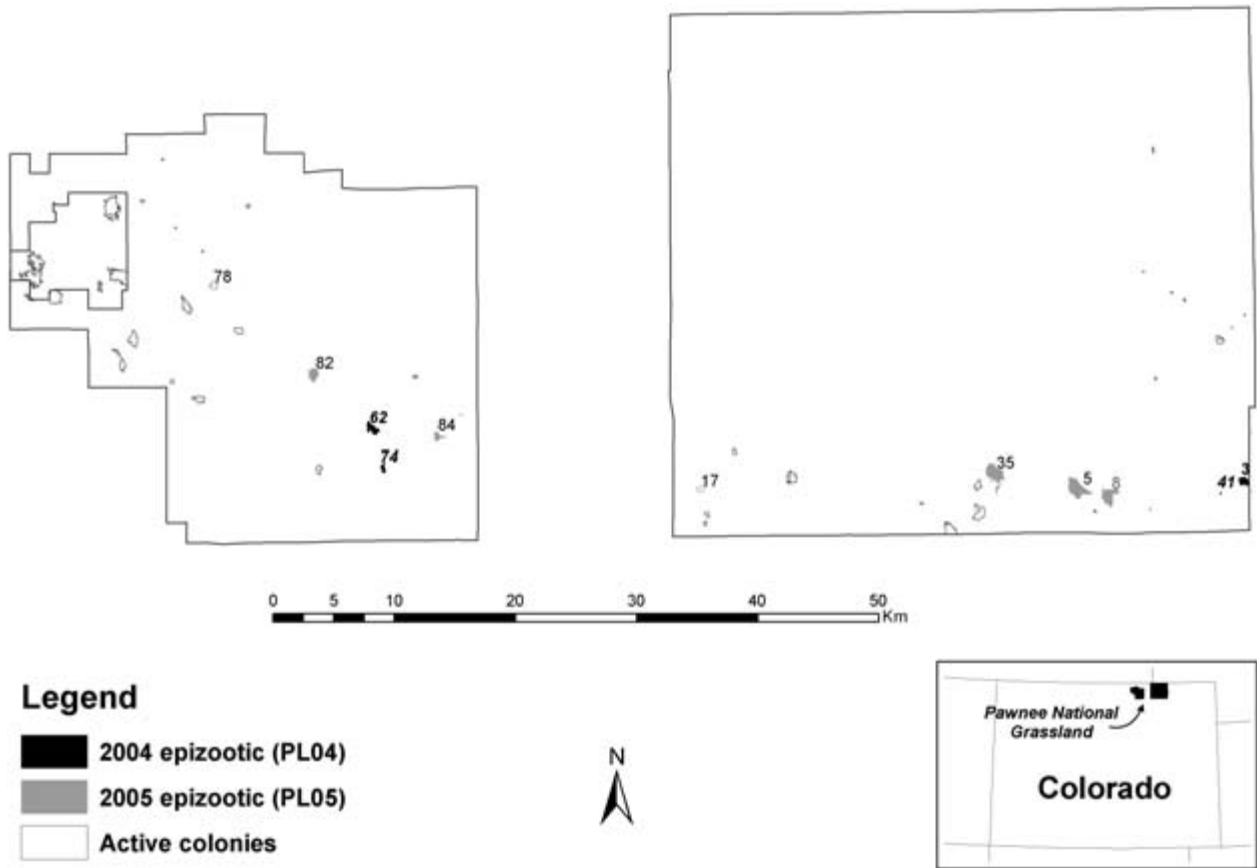 78
82
62
84
74
17
35
5
8
41
3
0 5 10 20 30 40 50
Km
Legend
2004 epizootic (PL04)
2005 epizootic (PL05)
Active colonies
N
Pawnee National
Grassland
Colorado